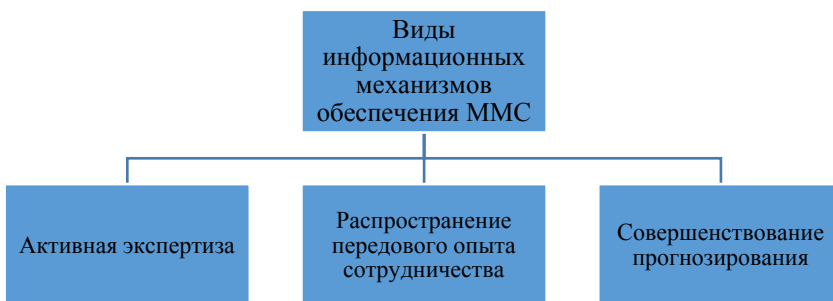 Виды
информационных
механизмов
обеспечения ММС
Активная экспертиза
Распространение
передового опыта
сотрудничества
Совершенствование
прогнозирования